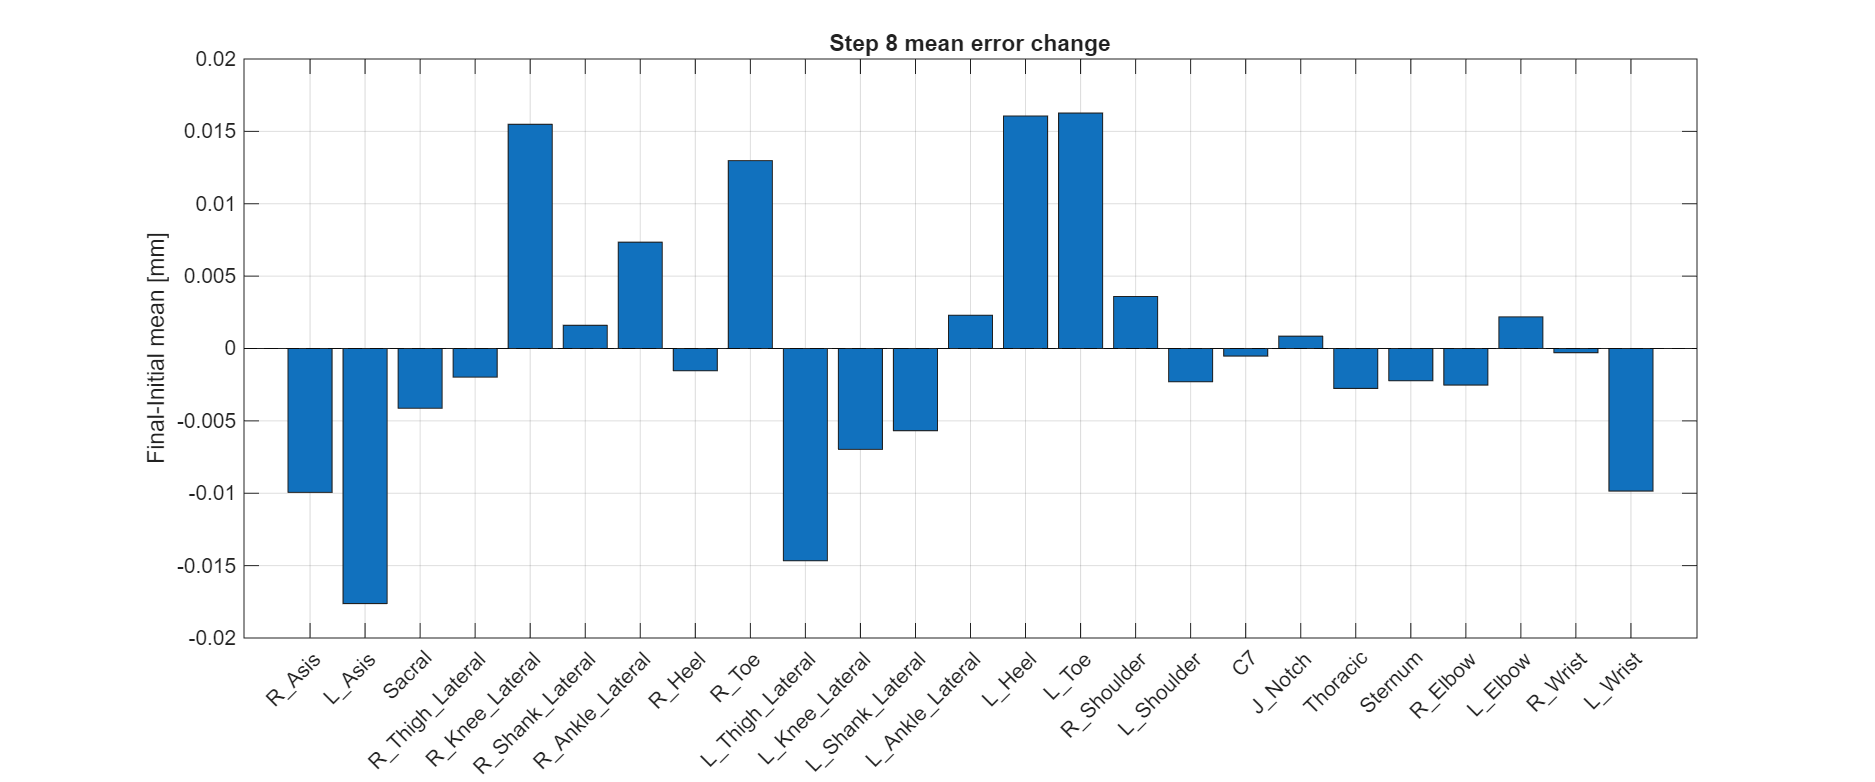 Step 8 mean error change
Final-Initial mean [mm]
0.02
0.015
0.01
0.005
0
-0.005
-0.01
-0.015
-0.02
R_Asis
L_Asis
Sacral
R_Thigh_Lateral
R_Knee_Lateral
R_Shank_Lateral
R_Ankle_Lateral
R_Heel
R_Toe
L_Thigh_Lateral
L_Knee_Lateral
L_Shank_Lateral
L_Ankle_Lateral
L_Heel
L_Toe
R_Shoulder
L_Shoulder
C7
J_Notch
Thoracic
Sternum
R_Elbow
L_Elbow
R_Wrist
L_Wrist